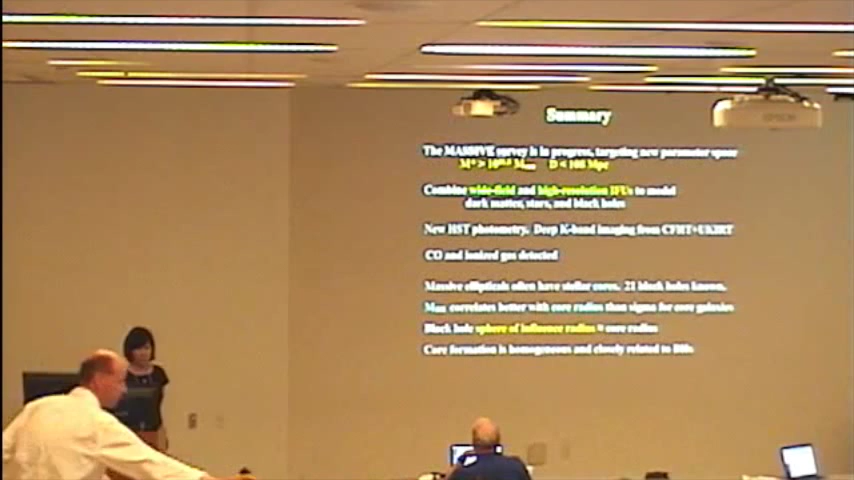 Summary
The MASSIVE survey is in progress, targeting new parameter space
D < 108 Mpc
Combine wide-field and high-resolution IFUs to model
dark matter, stars, and black holes
New HST photometry, Deep K-band imaging from CFHT+UKIRT
CO and ionized gas detected
Massive ellipticals often have stellar cores. 21 black holes known.
correlates better with core radius than sigma for core galaxies
Black hole sphere of influence radius = core radius
Core formation is homogeneous and closely related to BHs
EPSON